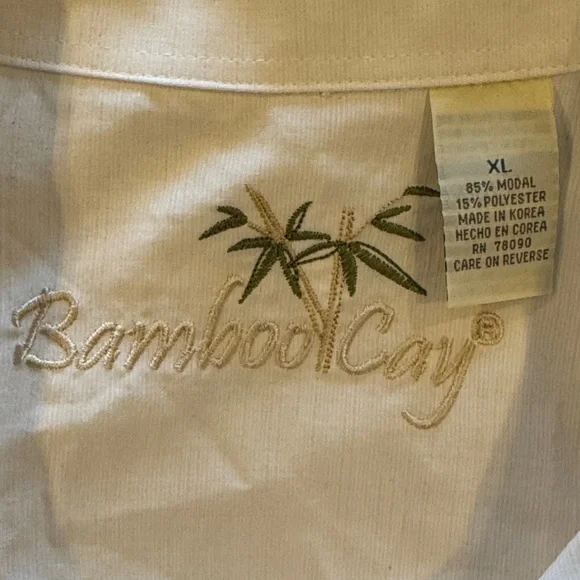 XL
85% MODAL
15% POLYESTER
MADE IN KOREA
HECHO EN COREA
RN 78090
CARE ON REVERSE
Bamboo Cay®